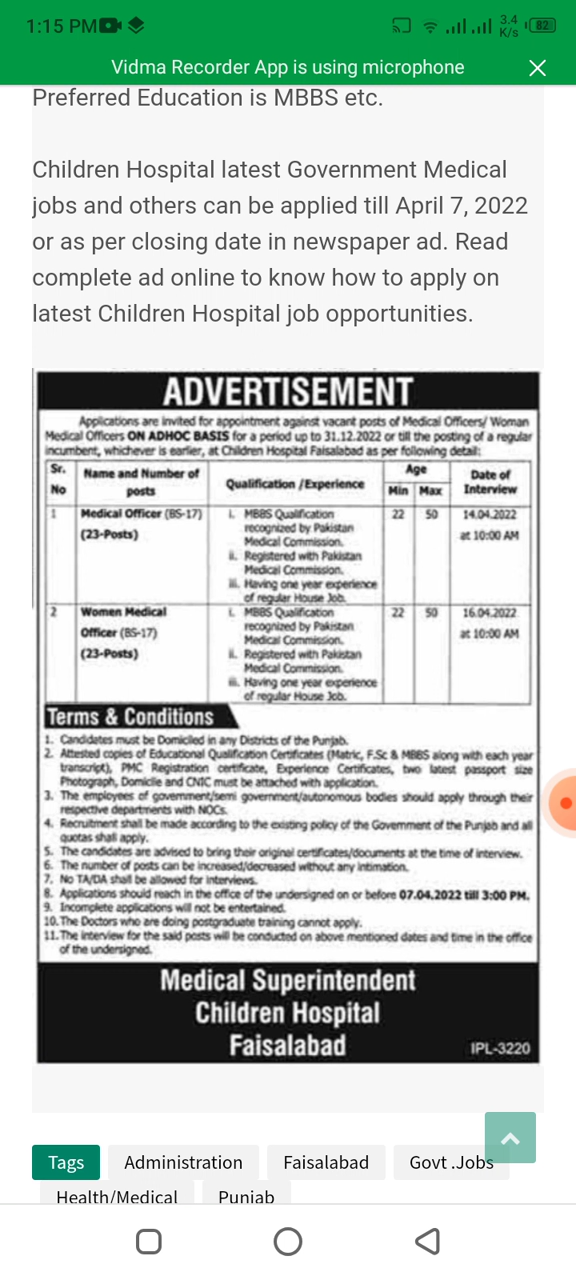 1:15 PM
3.4
K/s
82
Vidma Recorder App is using microphone
Preferred Education is MBBS etc.
Children Hospital latest Government Medical
jobs and others can be applied till April 7, 2022
or as per closing date in newspaper ad. Read
complete ad online to know how to apply on
latest Children Hospital job opportunities.
ADVERTISEMENT
Applications are invited for appointment against vacant posts of Medical Officers/ Woman
Medical Officers ON ADHOC BASIS for a period up to 31.12.2022 or till the posting of a regular
incumbent, whichever is earlier, at Children Hospital Faisalabad as per following detail:
Sr. No
Name and Number of posts
Qualification /Experience
Age
Min Max
Date of Interview
1
Medical Officer (BS-17)
(23-Posts)
i. MBBS Qualification
recognized by Pakistan
Medical Commission.
ii. Registered with Pakistan
Medical Commission.
iii. Having one year experience
of regular House Job.
22
50
14.04.2022
at 10:00 AM
2
Women Medical
Officer (BS-17)
(23-Posts)
i. MBBS Qualification
recognized by Pakistan
Medical Commission.
ii. Registered with Pakistan
Medical Commission.
iii. Having one year experience
of regular House Job.
22
50
16.04.2022
at 10:00 AM
Terms & Conditions
1. Candidates must be Domiciled in any Districts of the Punjab.
2. Attested copies of Educational Qualification Certificates (Matric, F.Sc & MBBS along with each year
transcript), PMC Registration certificate, Experience Certificates, two latest passport size
Photograph, Domicile and CNIC must be attached with application.
3. The employees of government/semi government/autonomous bodies should apply through their
respective departments with NOCs.
4. Recruitment shall be made according to the existing policy of the Government of the Punjab and all
quotas shall apply.
5. The candidates are advised to bring their original certificates/documents at the time of interview.
6. The number of posts can be increased/decreased without any intimation.
7. No TA/DA shall be allowed for interviews.
8. Applications should reach in the office of the undersigned on or before 07.04.2022 till 3:00 PM.
9. Incomplete applications will not be entertained.
10. The Doctors who are doing postgraduate training cannot apply.
11. The interview for the said posts will be conducted on above mentioned dates and time in the office
of the undersigned.
Medical Superintendent
Children Hospital
Faisalabad
IPL-3220
Tags
Administration
Faisalabad
Govt .Jobs
Health/Medical
Punjab